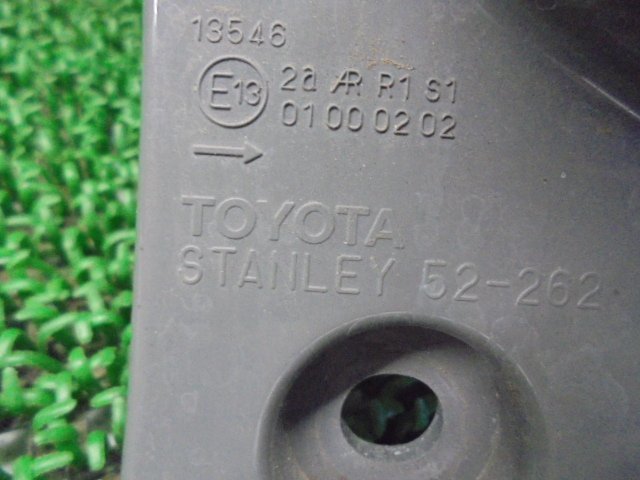 13546
E13 2a AR R1 S1
01 00 02 02
TOYOTA
STANLEY 52-262